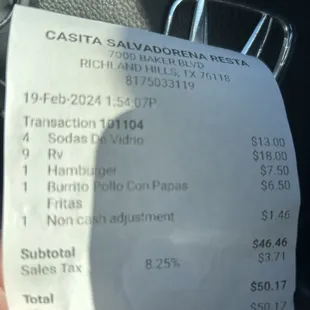 CASITA SALVADORENA RESTA
7000 BAKER BLVD
RICHLAND HILLS, TX 76118
8175033119
19-Feb-2024 1:54:07P
Transaction 101104
4 Sodas De Vidrio $13.00
9 Rv $18.00
1 Hamburger $7.50
1 Burrito Pollo Con Papas $6.50
Fritas
1 Non cash adjustment $1.46
Subtotal $46.46
Sales Tax 8.25% $3.71
Total $50.17
$50.17